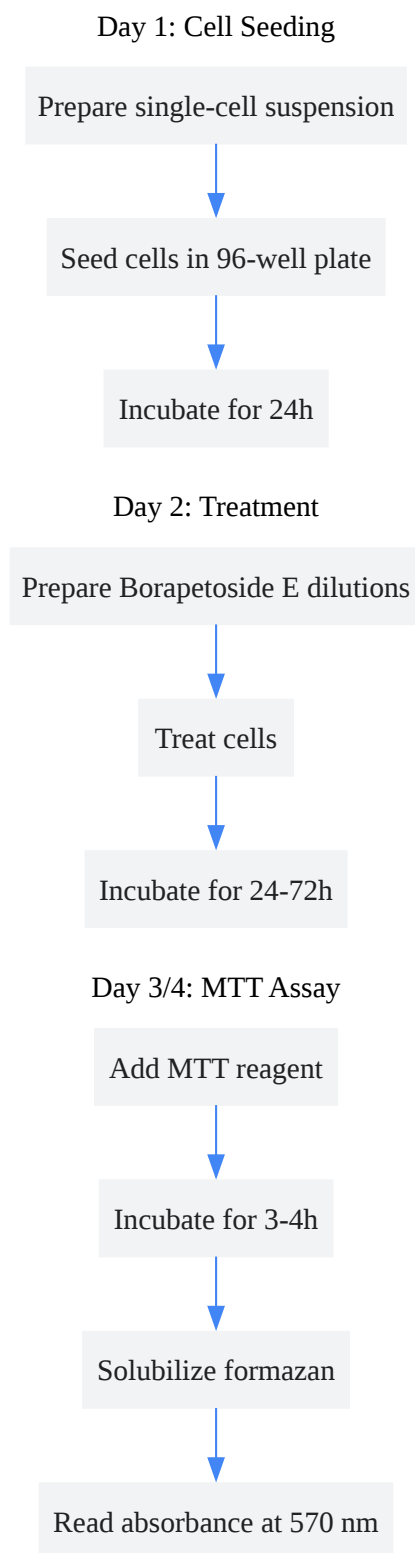 Day 1: Cell Seeding
Prepare single-cell suspension
Seed cells in 96-well plate
Incubate for 24h
Day 2: Treatment
Prepare Borapetoside E dilutions
Treat cells
Incubate for 24-72h
Day 3/4: MTT Assay
Add MTT reagent
Incubate for 3-4h
Solubilize formazan
Read absorbance at 570 nm